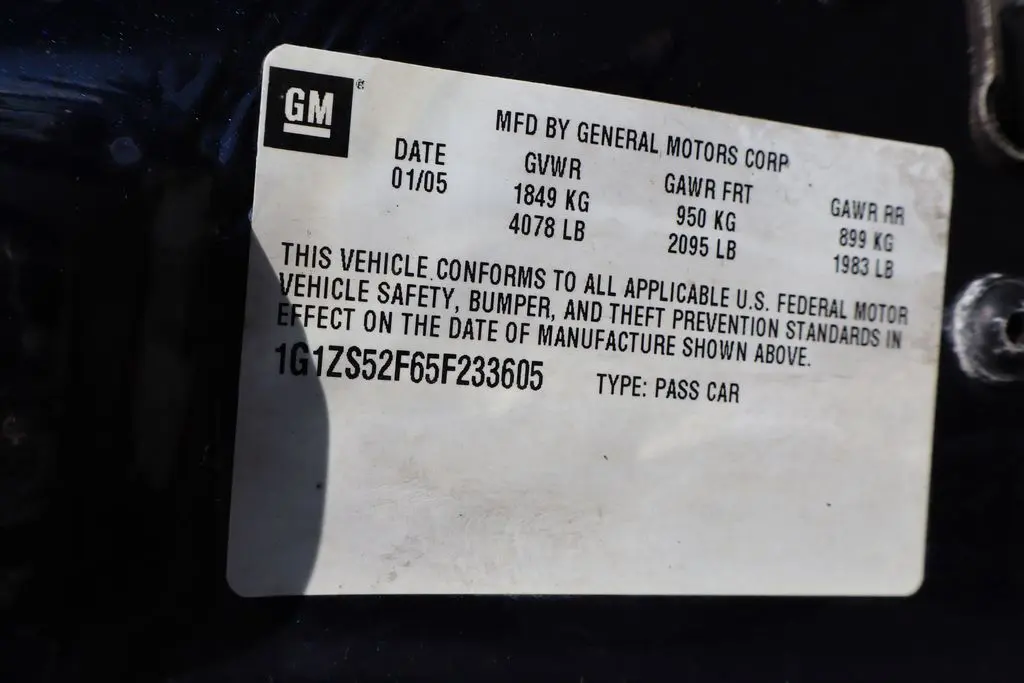 GM
MFD BY GENERAL MOTORS CORP
DATE GVWR GAWR FRT GAWR RR
01/05 1849 KG 950 KG 899 KG
4078 LB 2095 LB 1983 LB
THIS VEHICLE CONFORMS TO ALL APPLICABLE U.S. FEDERAL MOTOR
VEHICLE SAFETY, BUMPER, AND THEFT PREVENTION STANDARDS IN
EFFECT ON THE DATE OF MANUFACTURE SHOWN ABOVE.
1G1ZS52F65F233605 TYPE: PASS CAR